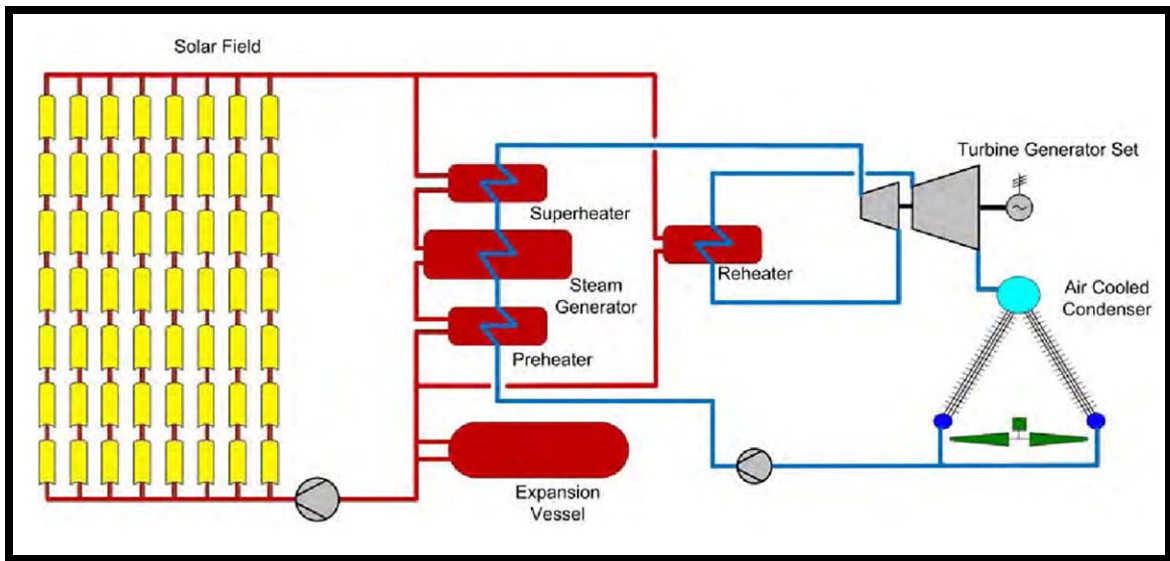 Solar Field
Turbine Generator Set
Superheater
Steam
Generator
Reheater
Air Cooled
Condenser
Preheater
Expansion
Vessel